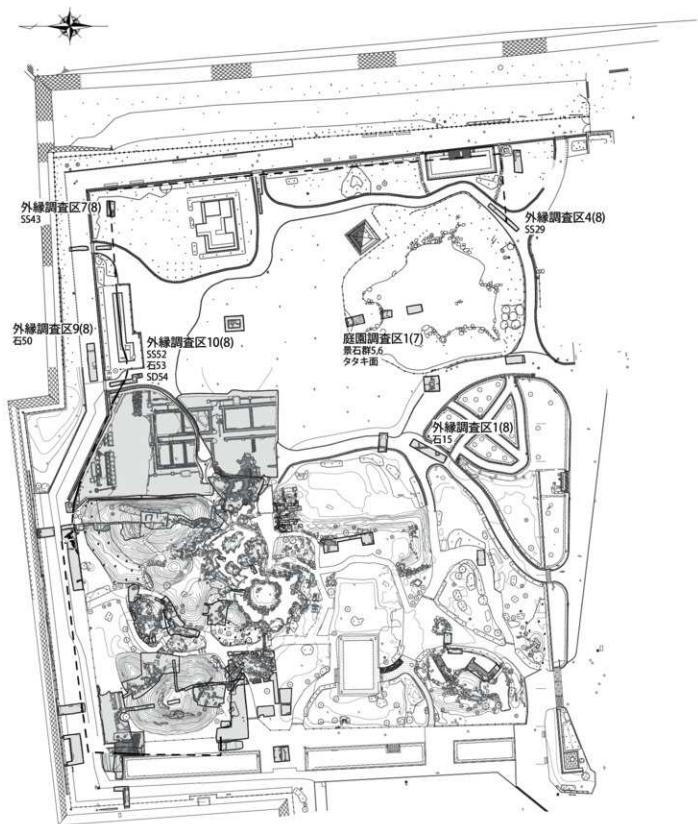 外縁調査区7(8)
SS43
外縁調査区4(8)
SS29
外縁調査区9(8)
石50
外縁調査区10(8)
SS52
石53
SD54
庭園調査区1(7)
景石群5,6
タタキ面
外縁調査区1(8)
石15